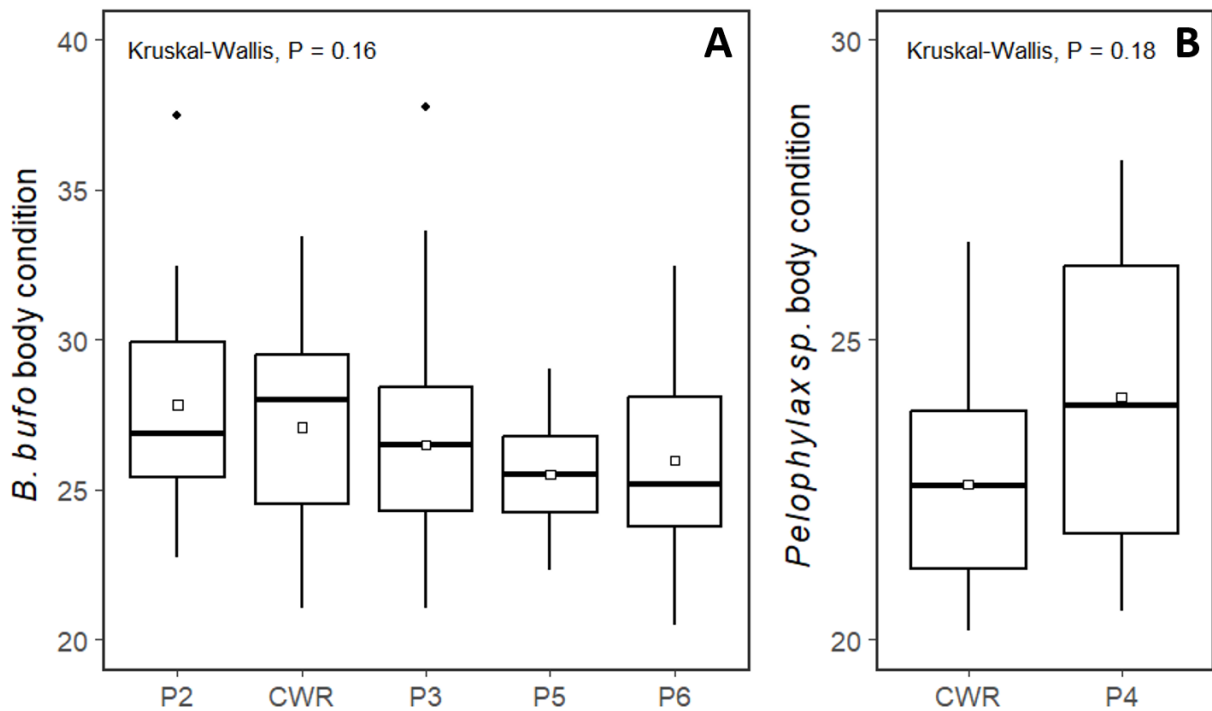 A
Kruskal-Wallis, P = 0.16
B. bufo body condition
40
35
30
25
20
P2 CWR P3 P5 P6
B
Kruskal-Wallis, P = 0.18
Pelophylax sp. body condition
30
25
20
CWR P4